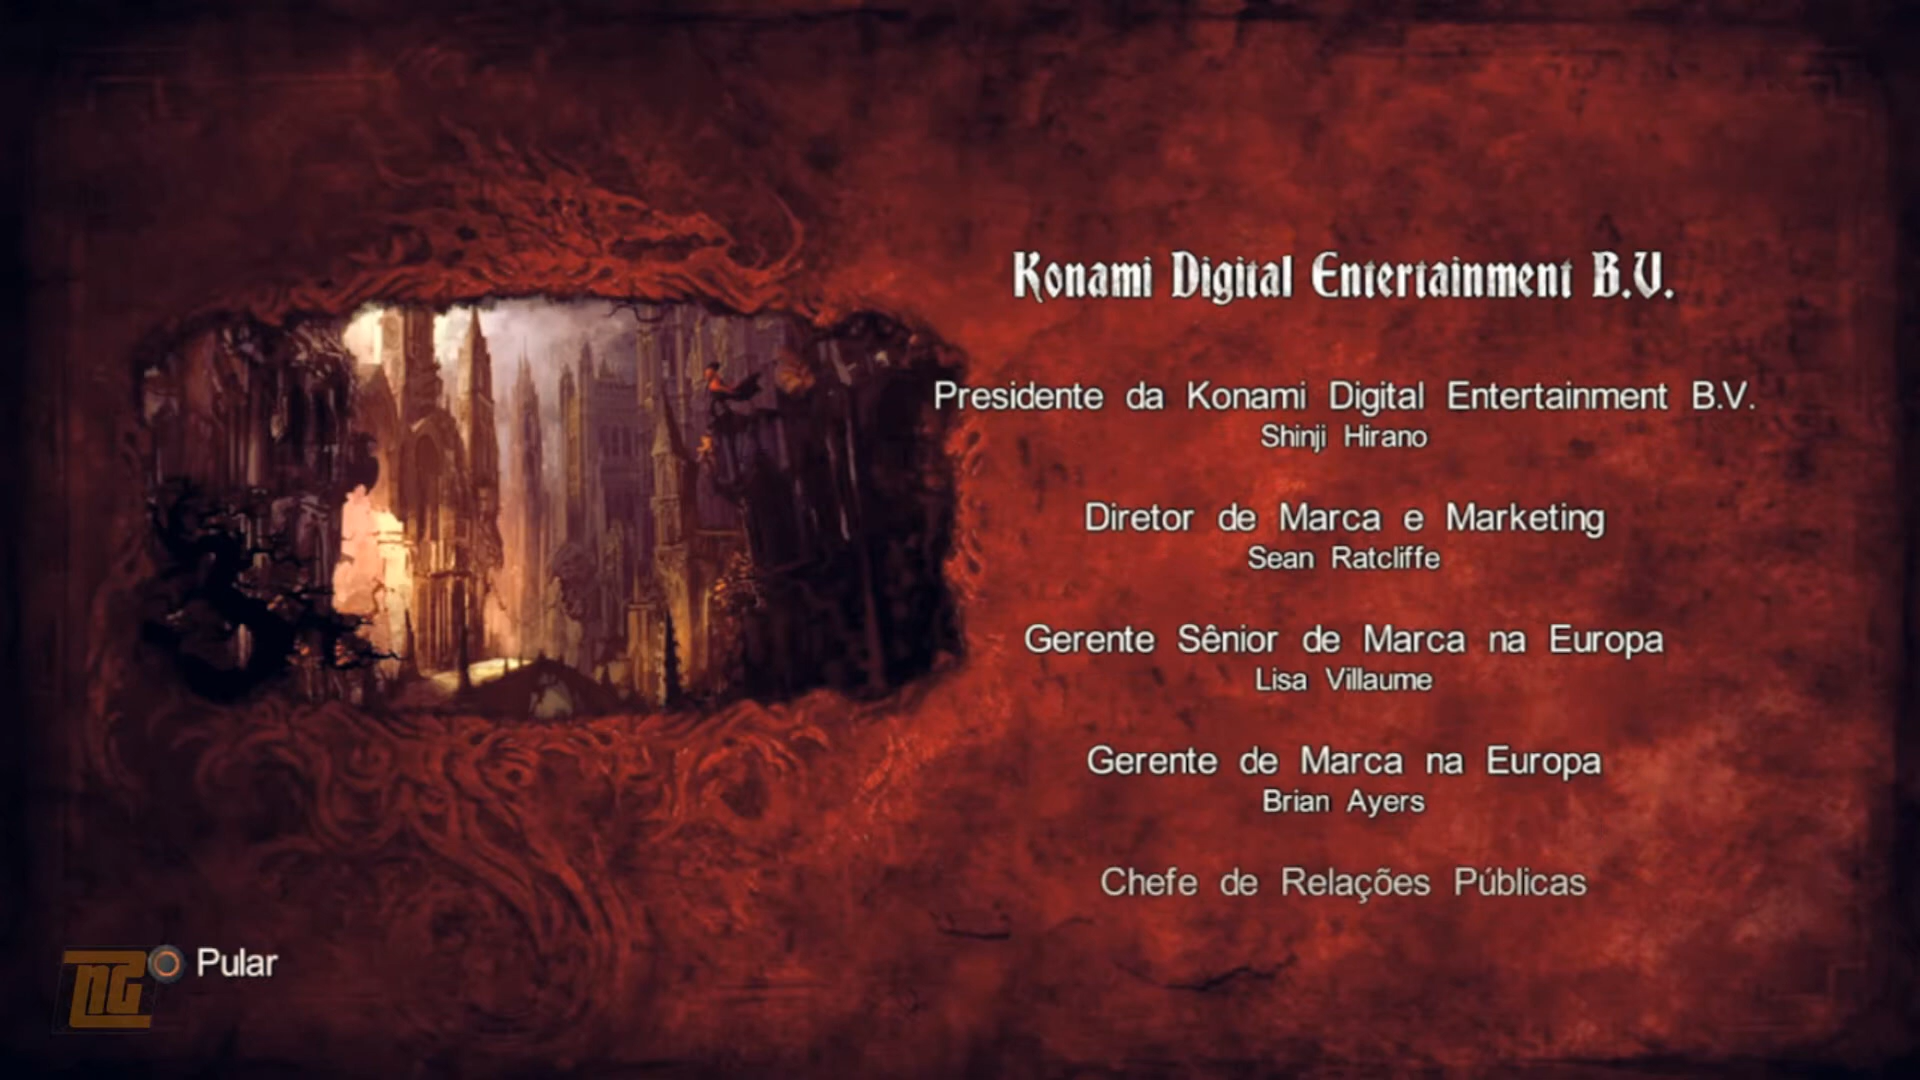 Konami Digital Entertainment B.V.
Presidente da Konami Digital Entertainment B.V.
Shinji Hirano
Diretor de Marca e Marketing
Sean Ratcliffe
Gerente Sênior de Marca na Europa
Lisa Villaume
Gerente de Marca na Europa
Brian Ayers
Chefe de Relações Públicas
Pular